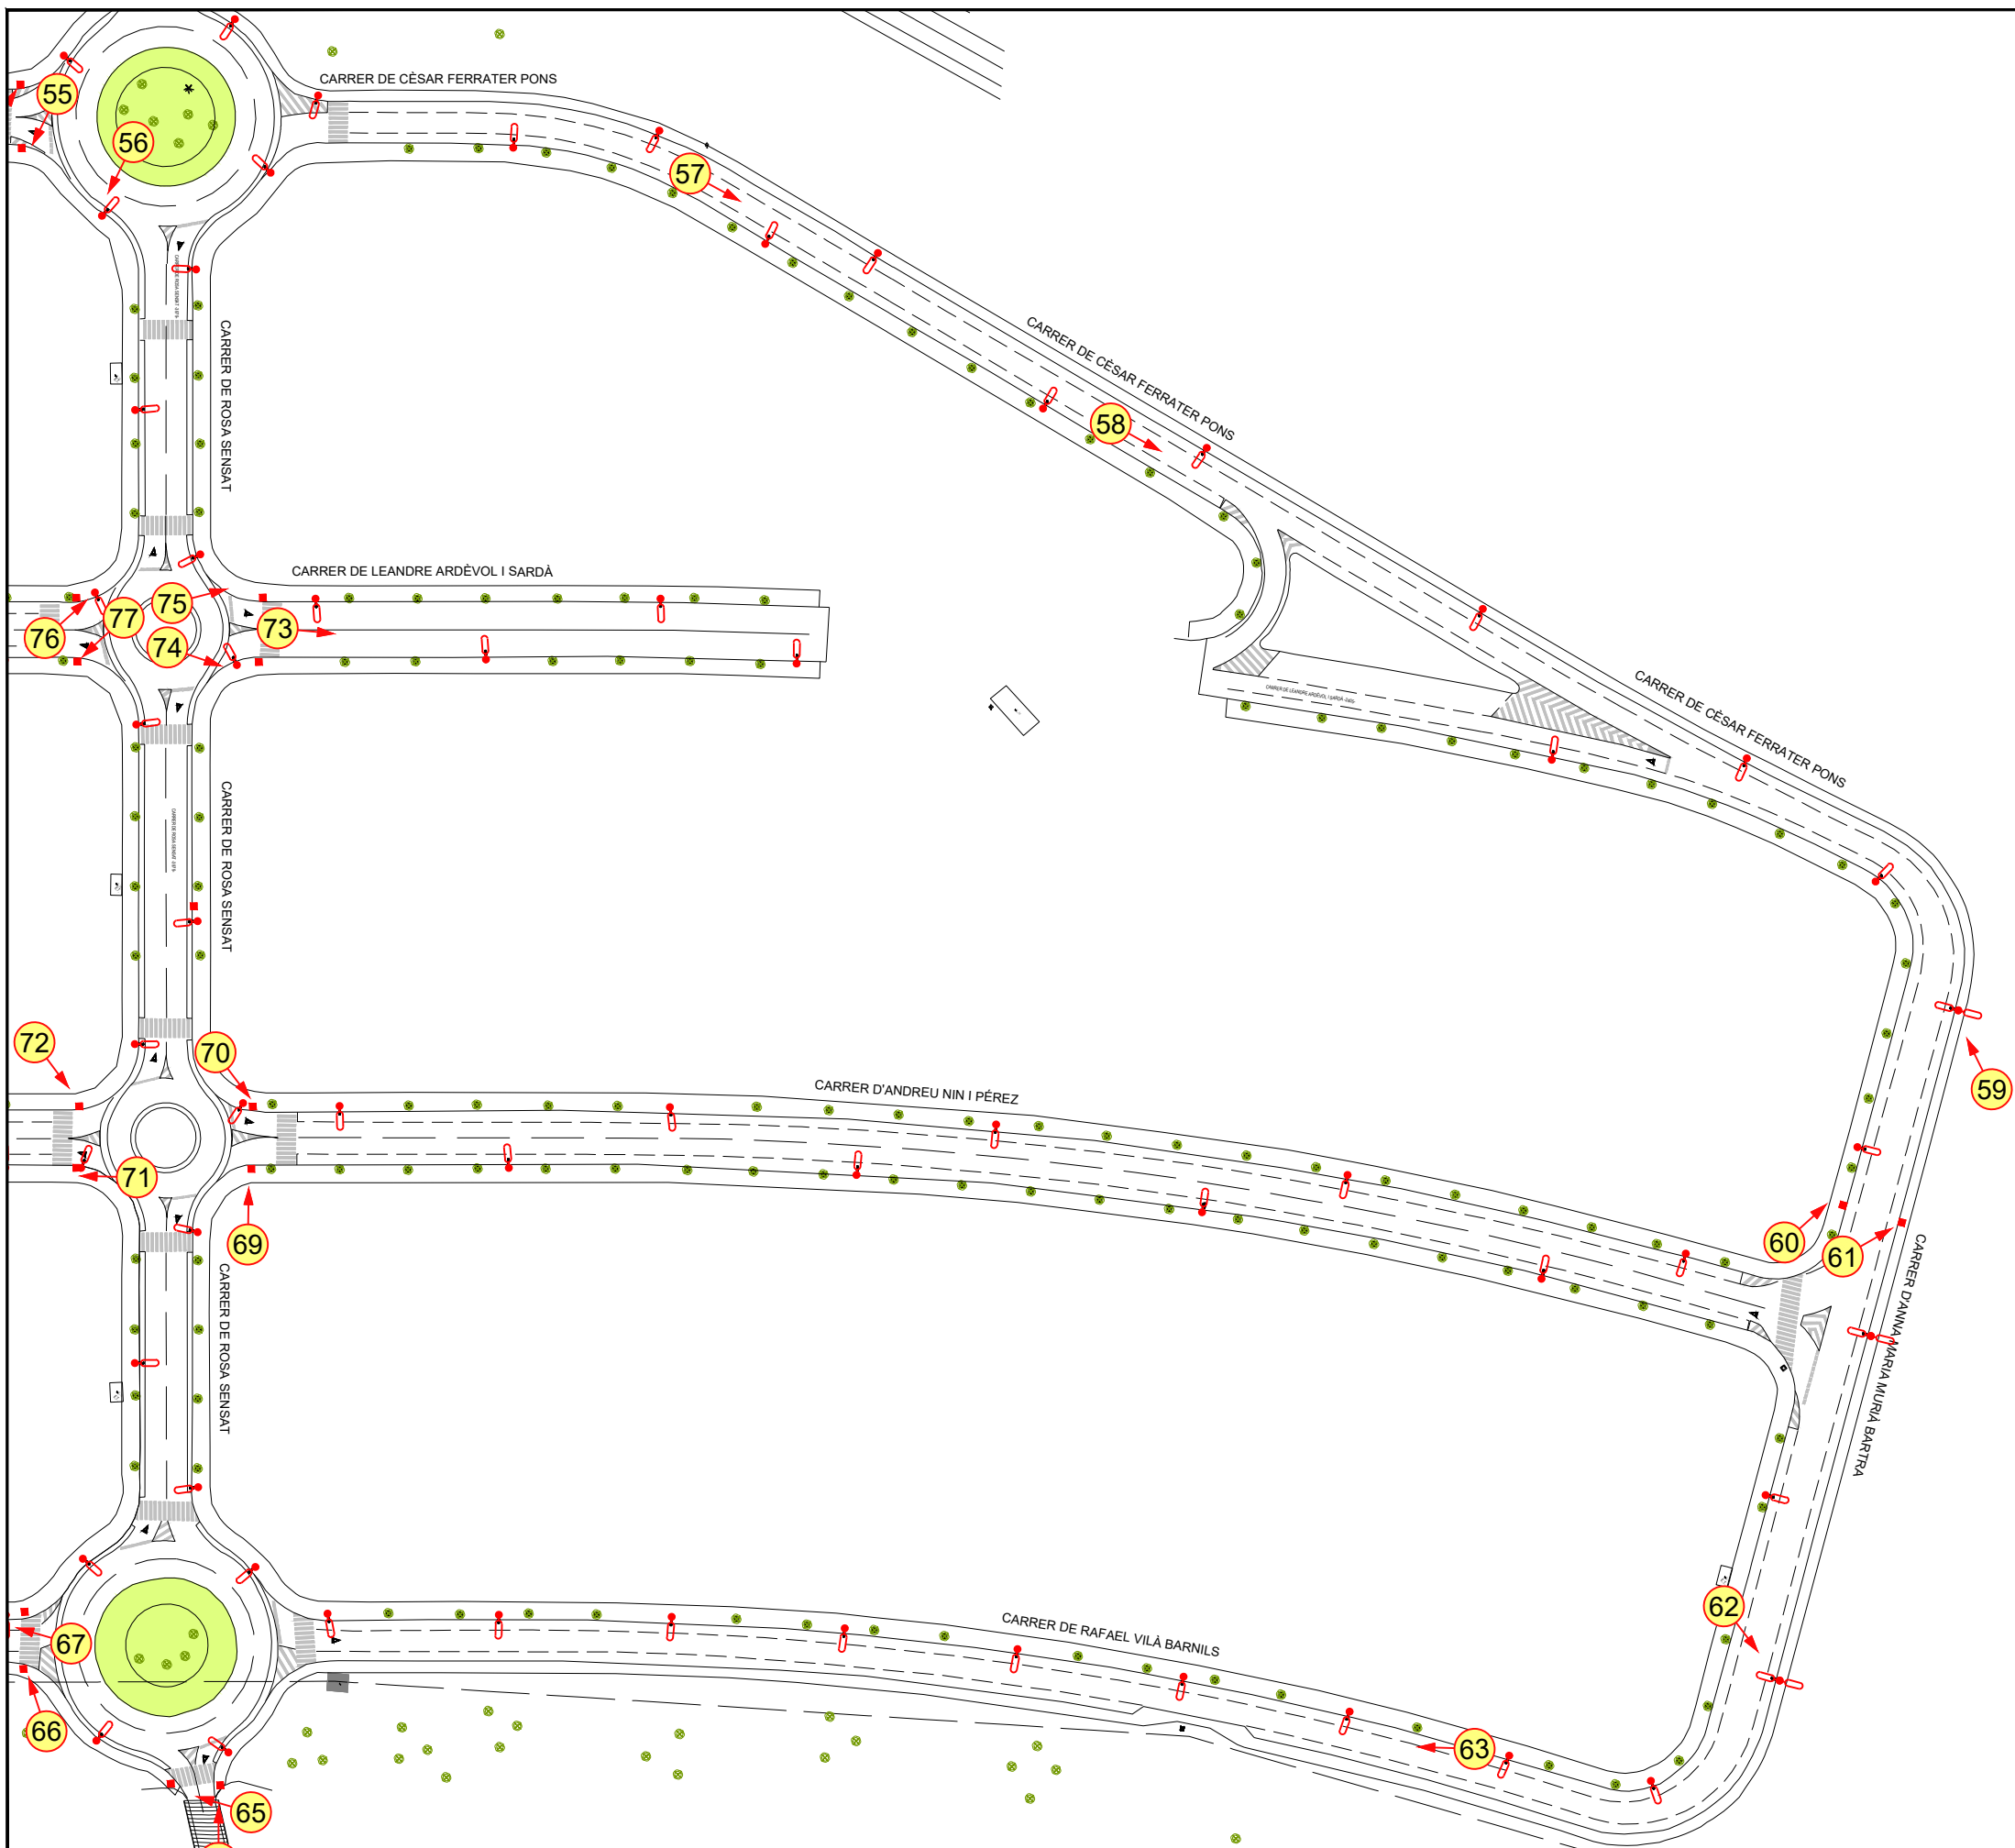 CARRER DE CÈSAR FERRATER PONS
55
56
57
CARRER DE ROSA SENSAT
CARRER DE CÈSAR FERRATER PONS
58
CARRER DE LEANDRE ARDÈVOL I SARDÀ
75
77
76
74
73
CARRER DE CÈSAR FERRATER PONS
CARRER DE ROSA SENSAT
72
70
59
CARRER D'ANDREU NIN I PÉREZ
71
69
60
61
CARRER D'ANNA MARIA MURIÀ BARTRA
CARRER DE ROSA SENSAT
62
CARRER DE RAFAEL VILÀ BARNILS
67
66
63
65